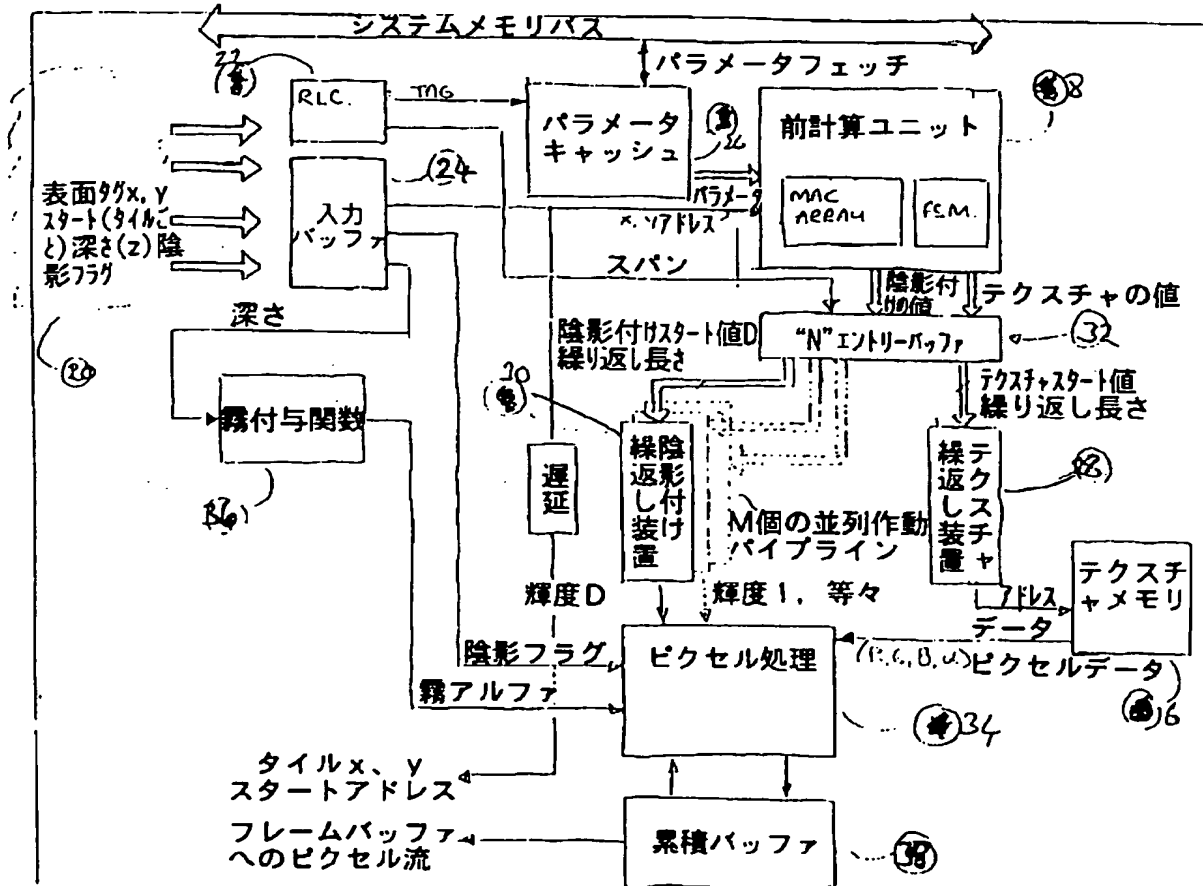 システムメモリバス
パラメータフェッチ
22
RLC.
TAG
パラメータ
キャッシュ
26
前計算ユニット
8
MAC
ARRAY
F.S.M.
表面タグx, y
スタート(タイルご
と)深さ(z)陰
影フラグ
入力
バッファ
24
パラメータ
x, yアドレス
スパン
陰影付
けの値
テクスチャの値
深さ
陰影付けスタート値D
繰り返し長さ
"N"エントリーバッファ
32
20
30
テクスチャスタート値
繰り返し長さ
霧付与関数
36
遅延
陰影付け
繰返し装置
M個の並列作動
パイプライン
テクスチャ
繰返し装置
テクスチ
ャメモリ
輝度D
輝度1, 等々
アドレス
データ
陰影フラグ
ピクセル処理
ピクセルデータ
霧アルファ
16
34
タイルx、y
スタートアドレス
フレームバッファ
へのピクセル流
累積バッファ
38